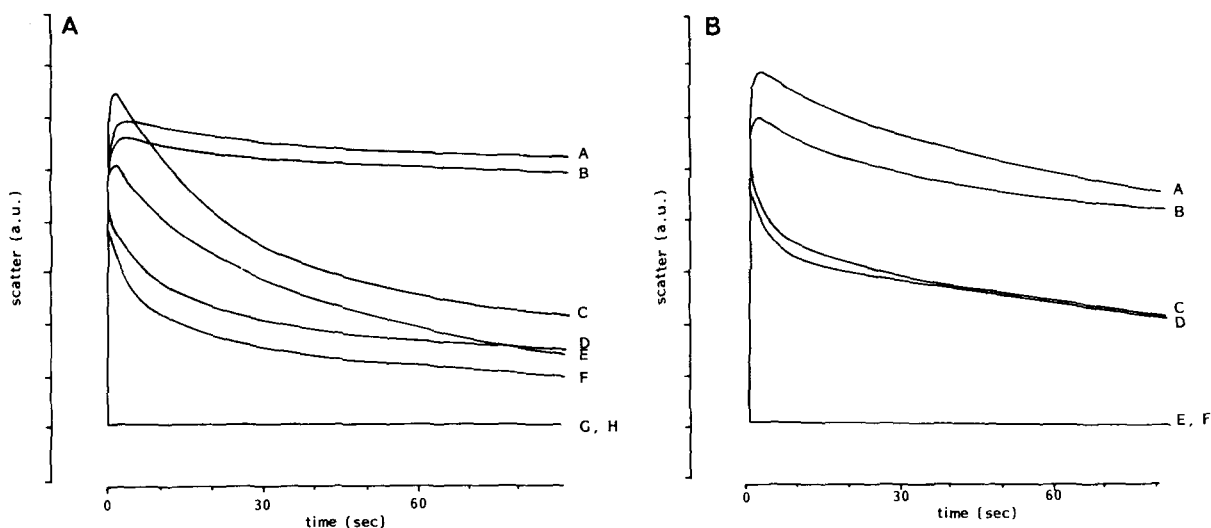 A
scatter (a.u.)
A
B
C
D
E
F
G, H
0
30
60
time (sec)
B
scatter (a.u.)
A
B
C
D
E, F
0
30
60
time (sec)